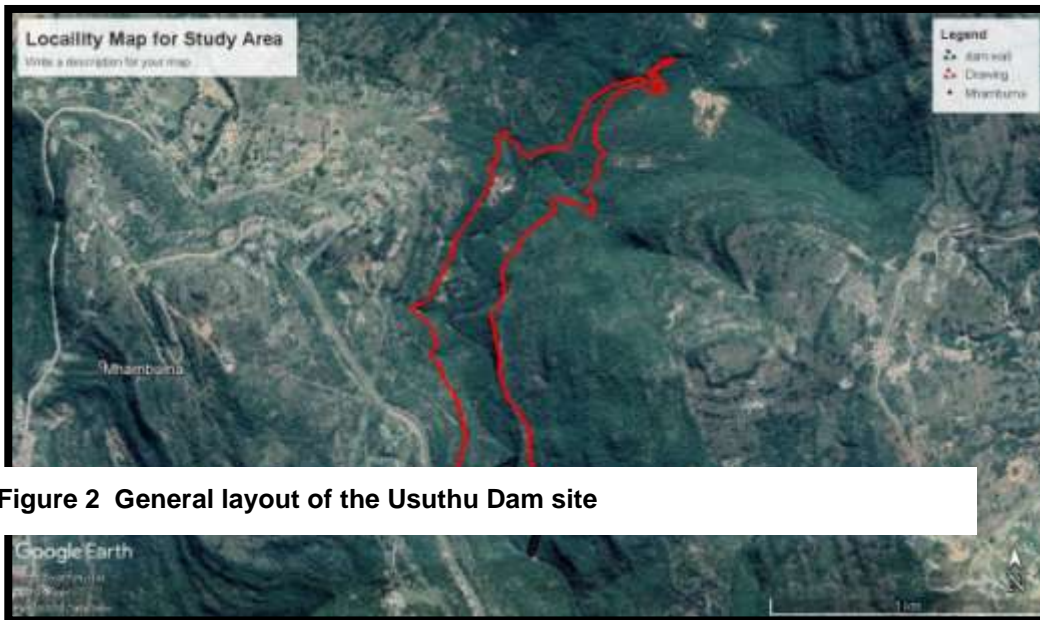 Locaility Map for Study Area
Write a description for your map
Legend
dam wall
Drawing
Mhambuma
Mhambuma
Figure 2 General layout of the Usuthu Dam site
Google Earth
1 km
N